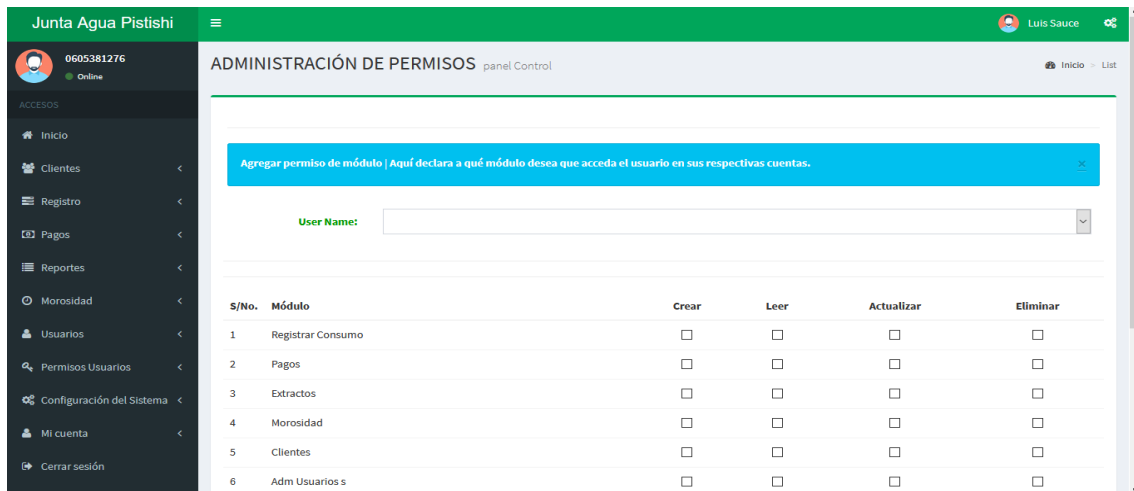 Junta Agua Pistishi
Luis Sauce
0605381276
Online
ADMINISTRACIÓN DE PERMISOS panel Control
Inicio > List
ACCESOS
Inicio
Clientes
Registro
Pagos
Reportes
Morosidad
Usuarios
Permisos Usuarios
Configuración del Sistema
Mi cuenta
Cerrar sesión
Agregar permiso de módulo | Aquí declara a qué módulo desea que acceda el usuario en sus respectivas cuentas. ×
User Name:
S/No. Módulo Crear Leer Actualizar Eliminar
1 Registrar Consumo
2 Pagos
3 Extractos
4 Morosidad
5 Clientes
6 Adm Usuarios s